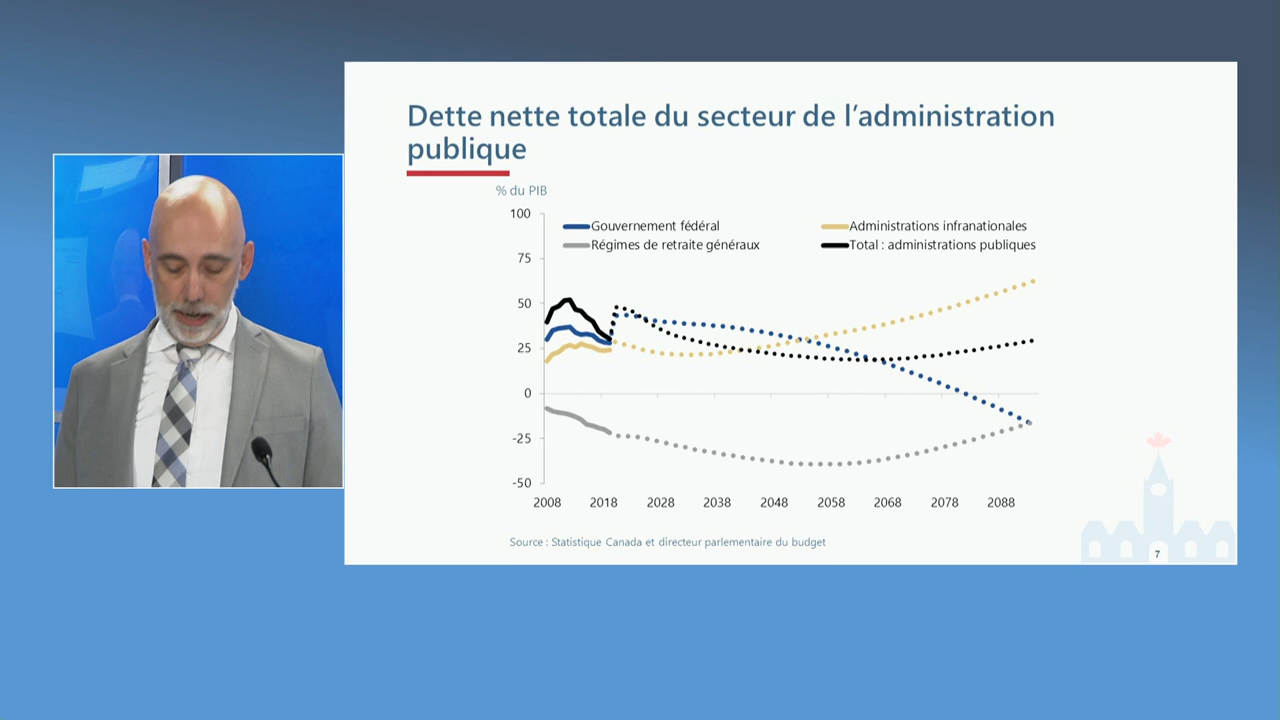 Dette nette totale du secteur de l’administration
publique
% du PIB
Gouvernement fédéral
Administrations infranationales
Régimes de retraite généraux
Total : administrations publiques
100
75
50
25
0
-25
-50
2008 2018 2028 2038 2048 2058 2068 2078 2088
Source : Statistique Canada et directeur parlementaire du budget
7